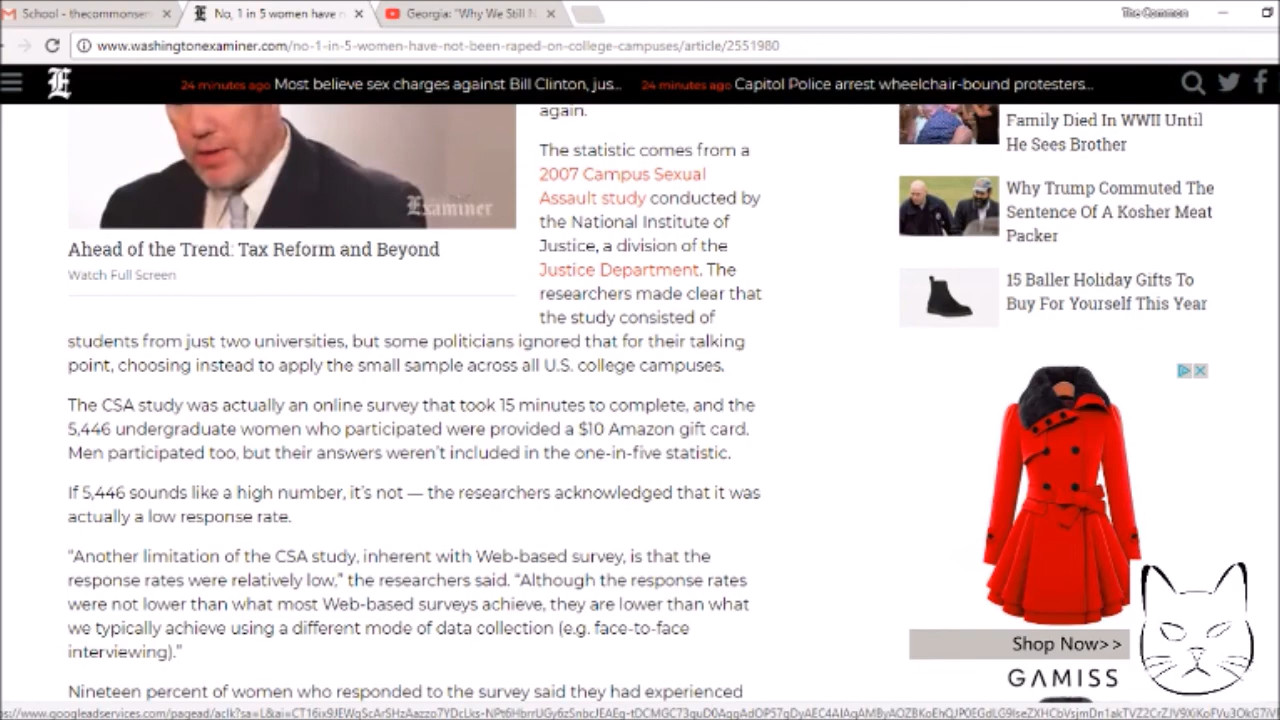 School - thecommonsen
No, 1 in 5 women have n
Georgia: "Why We Still N
The Common
www.washingtonexaminer.com/no-1-in-5-women-have-not-been-raped-on-college-campuses/article/2551980
E
24 minutes ago Most believe sex charges against Bill Clinton, jus...
24 minutes ago Capitol Police arrest wheelchair-bound protesters...
Examiner
Ahead of the Trend: Tax Reform and Beyond
Watch Full Screen
again.
The statistic comes from a
2007 Campus Sexual
Assault study conducted by
the National Institute of
Justice, a division of the
Justice Department. The
researchers made clear that
the study consisted of
students from just two universities, but some politicians ignored that for their talking
point, choosing instead to apply the small sample across all U.S. college campuses.
The CSA study was actually an online survey that took 15 minutes to complete, and the
5,446 undergraduate women who participated were provided a $10 Amazon gift card.
Men participated too, but their answers weren't included in the one-in-five statistic.
If 5,446 sounds like a high number, it's not — the researchers acknowledged that it was
actually a low response rate.
"Another limitation of the CSA study, inherent with Web-based survey, is that the
response rates were relatively low," the researchers said. "Although the response rates
were not lower than what most Web-based surveys achieve, they are lower than what
we typically achieve using a different mode of data collection (e.g. face-to-face
interviewing)."
Nineteen percent of women who responded to the survey said they had experienced
Family Died In WWII Until
He Sees Brother
Why Trump Commuted The
Sentence Of A Kosher Meat
Packer
15 Baller Holiday Gifts To
Buy For Yourself This Year
Shop Now>>
GAMISS